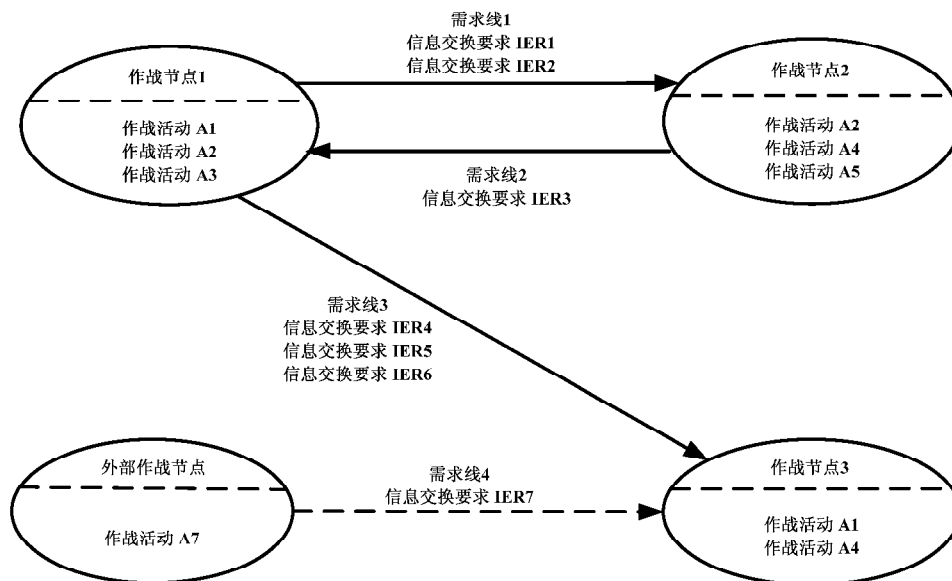 需求线1
信息交换要求 IER1
信息交换要求 IER2
作战节点1
作战活动 A1
作战活动 A2
作战活动 A3
作战节点2
作战活动 A2
作战活动 A4
作战活动 A5
需求线2
信息交换要求 IER3
需求线3
信息交换要求 IER4
信息交换要求 IER5
信息交换要求 IER6
外部作战节点
作战活动 A7
需求线4
信息交换要求 IER7
作战节点3
作战活动 A1
作战活动 A4